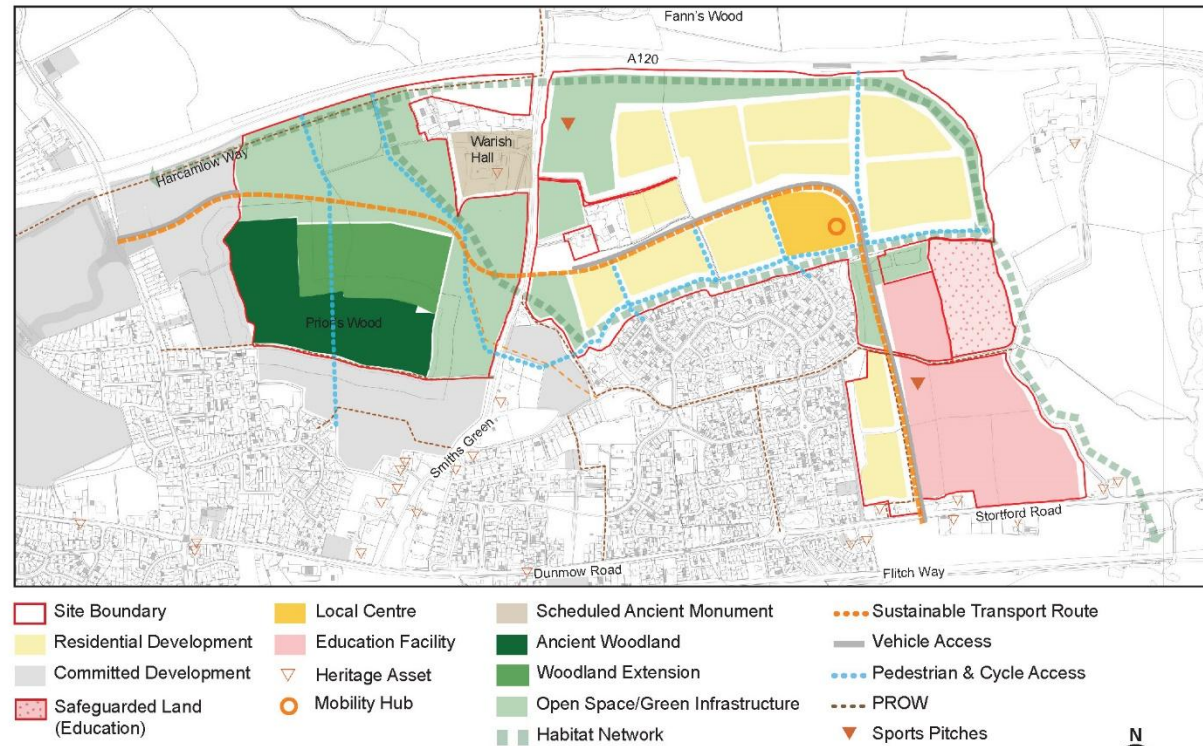 Fann's Wood
A120
Warish
Hall
Harcamlow Way
Prior's Wood
Smiths Green
Stortford Road
Dunmow Road
Flitch Way
Site Boundary
Residential Development
Committed Development
Safeguarded Land
(Education)
Local Centre
Education Facility
Heritage Asset
Mobility Hub
Scheduled Ancient Monument
Ancient Woodland
Woodland Extension
Open Space/Green Infrastructure
Habitat Network
Sustainable Transport Route
Vehicle Access
Pedestrian & Cycle Access
PROW
Sports Pitches
N